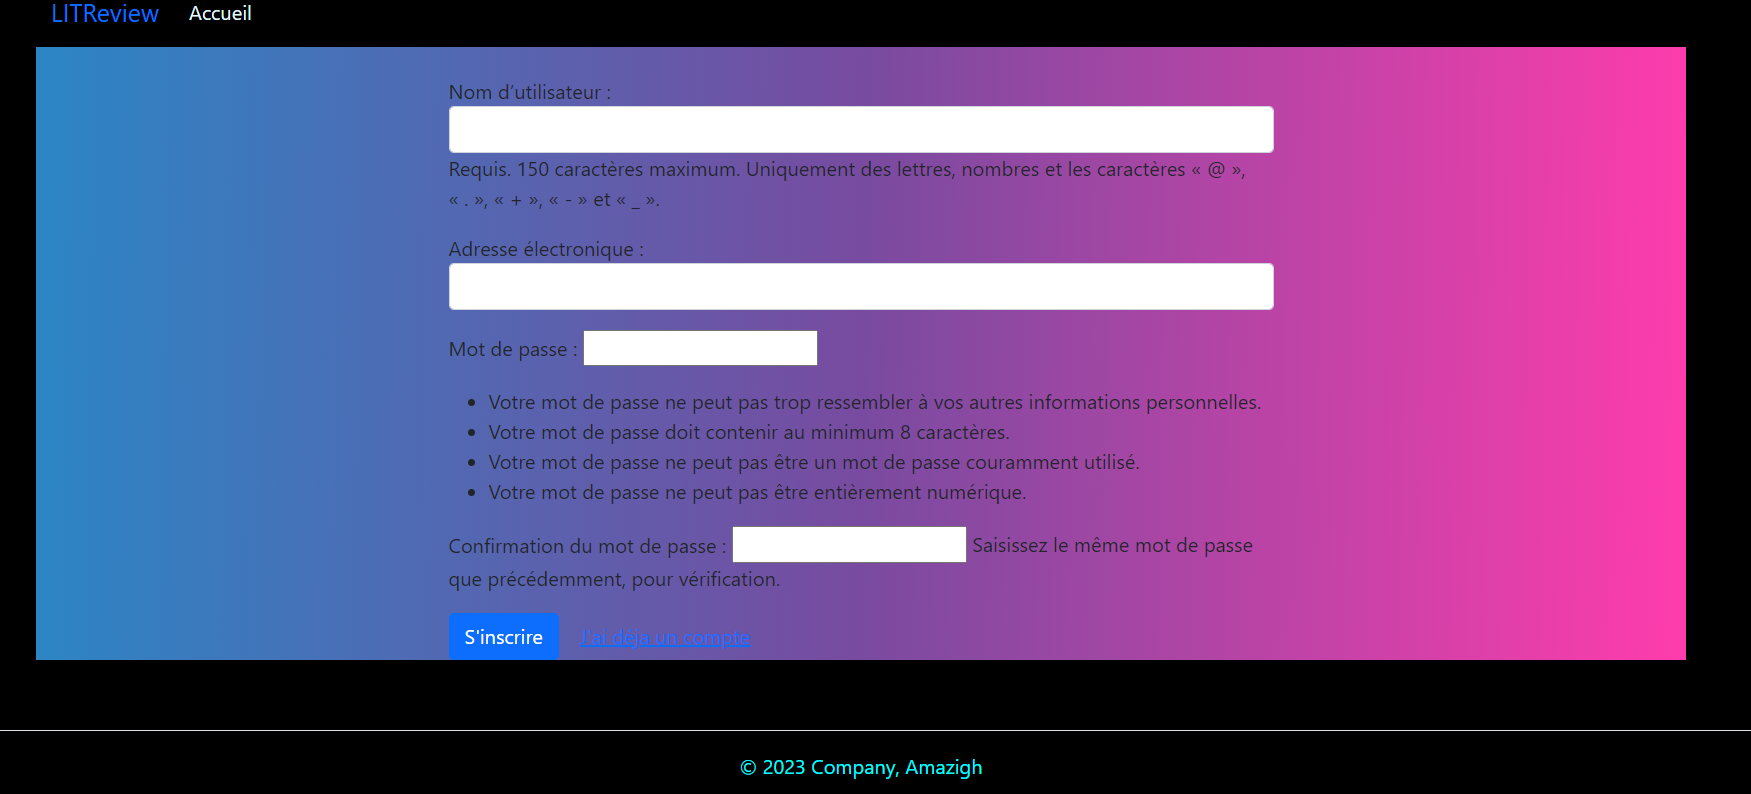 LITReview Accueil
Nom d’utilisateur :
Requis. 150 caractères maximum. Uniquement des lettres, nombres et les caractères « @ »,
« . », « + », « - » et « _ ».
Adresse électronique :
Mot de passe :
• Votre mot de passe ne peut pas trop ressembler à vos autres informations personnelles.
• Votre mot de passe doit contenir au minimum 8 caractères.
• Votre mot de passe ne peut pas être un mot de passe couramment utilisé.
• Votre mot de passe ne peut pas être entièrement numérique.
Confirmation du mot de passe : Saisissez le même mot de passe
que précédemment, pour vérification.
S'inscrire J'ai déja un compte
© 2023 Company, Amazigh